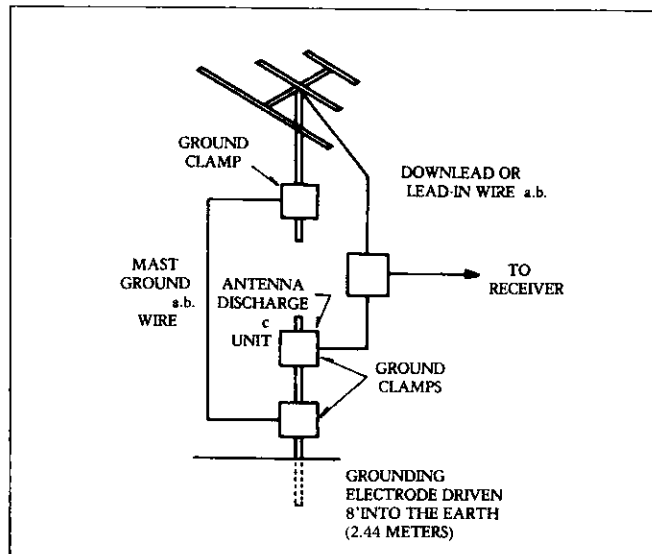 GROUND
CLAMP
DOWNLEAD OR
LEAD-IN WIRE a.b.
MAST
GROUND
a.b.
WIRE
ANTENNA
DISCHARGE
c
UNIT
TO
RECEIVER
GROUND
CLAMPS
GROUNDING
ELECTRODE DRIVEN
8'INTO THE EARTH
(2.44 METERS)